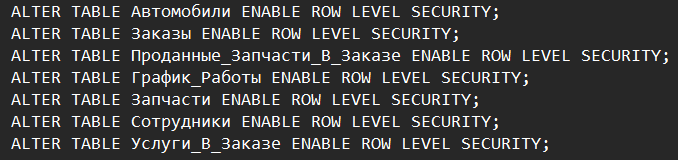 ALTER TABLE Автомобили ENABLE ROW LEVEL SECURITY;
ALTER TABLE Заказы ENABLE ROW LEVEL SECURITY;
ALTER TABLE Проданные_Запчасти_В_Заказе ENABLE ROW LEVEL SECURITY;
ALTER TABLE График_Работы ENABLE ROW LEVEL SECURITY;
ALTER TABLE Запчасти ENABLE ROW LEVEL SECURITY;
ALTER TABLE Сотрудники ENABLE ROW LEVEL SECURITY;
ALTER TABLE Услуги_В_Заказе ENABLE ROW LEVEL SECURITY;